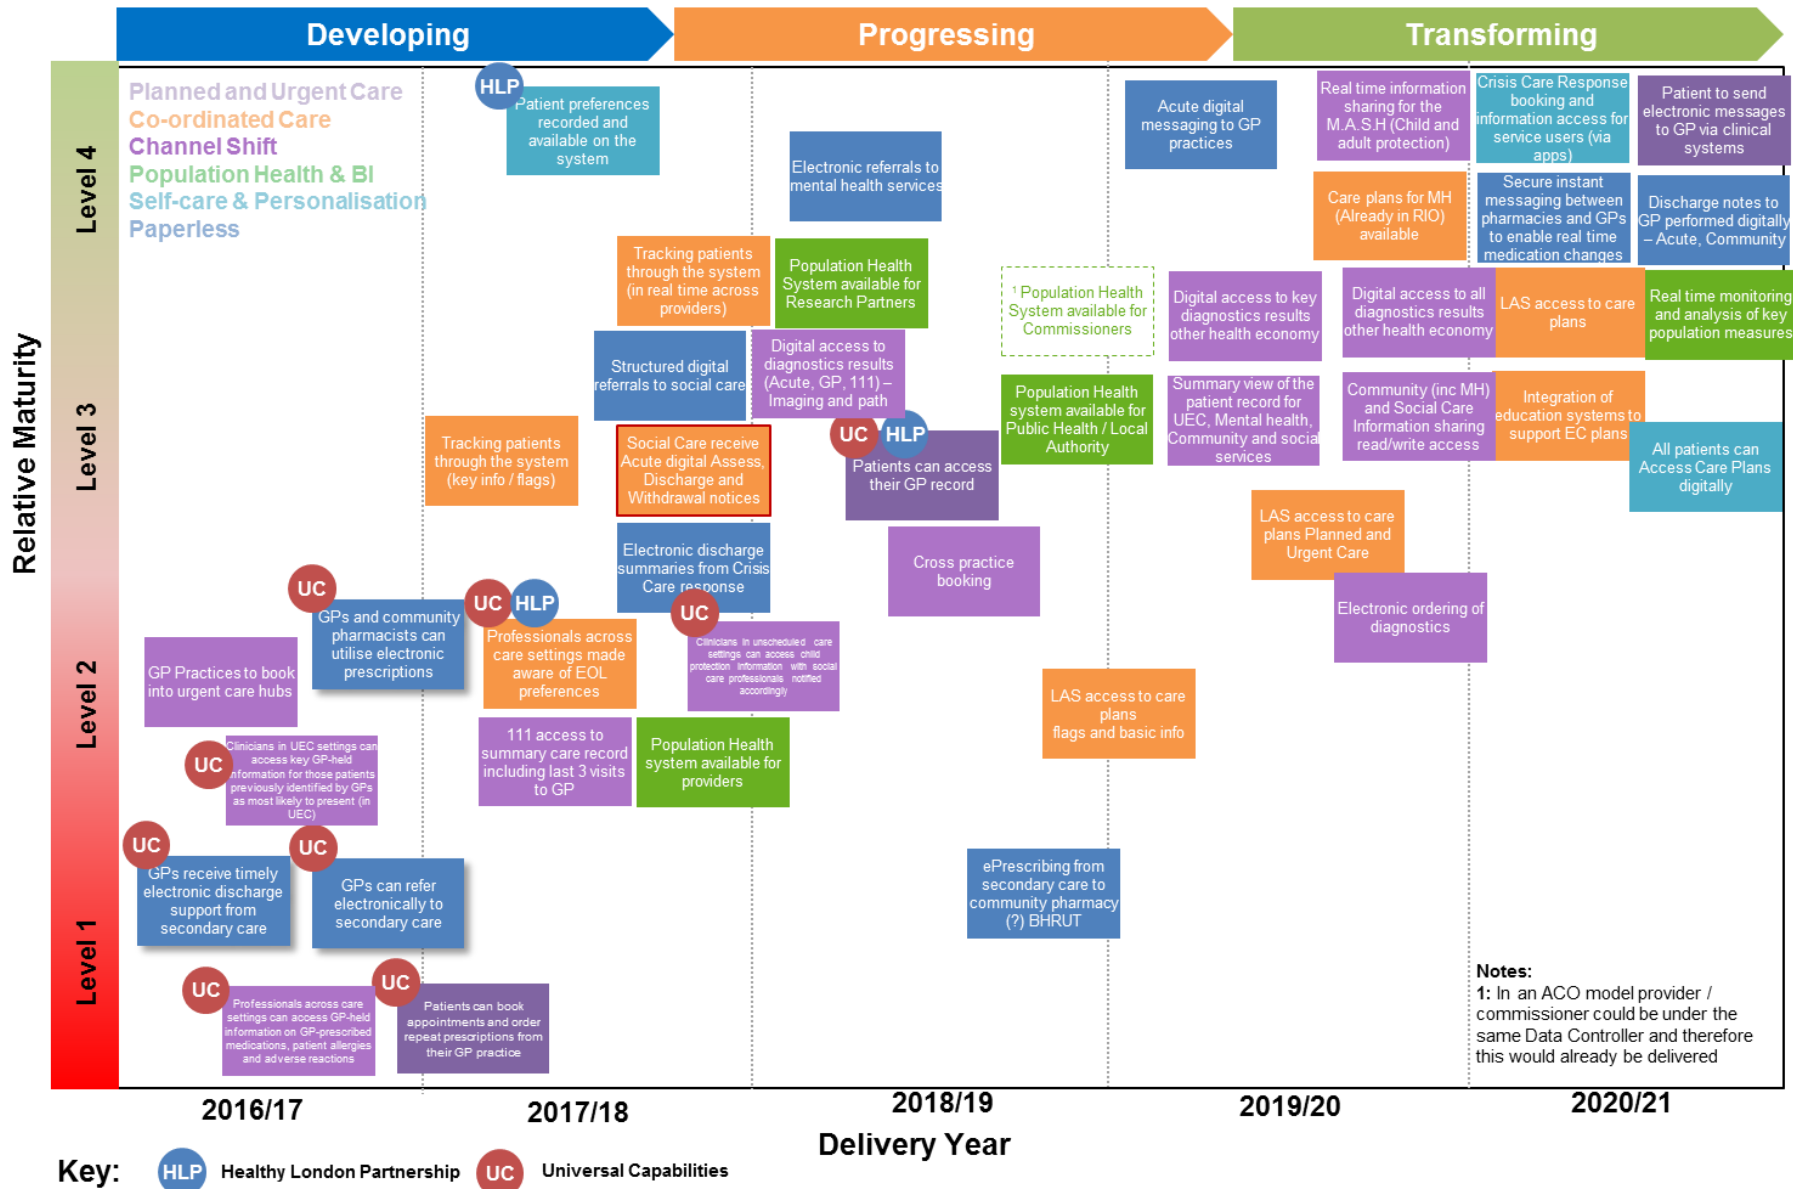 Developing
Progressing
Transforming
Relative Maturity
Level 4
Level 3
Level 2
Level 1
Planned and Urgent Care
Co-ordinated Care
Channel Shift
Population Health & BI
Self-care & Personalisation
Paperless
HLP
Patient preferences
recorded and
available on the
system
Electronic referrals to
mental health services
Acute digital
messaging to GP
practices
Real time information
sharing for the
M.A.S.H (Child and
adult protection)
Crisis Care Response
booking and
information access for
service users (via
apps)
Patient to send
electronic messages
to GP via clinical
systems
Care plans for MH
(Already in RIO)
available
Secure instant
messaging between
pharmacies and GPs
to enable real time
medication changes
Discharge notes to
GP performed digitally
– Acute, Community
Tracking patients
through the system
(in real time across
providers)
Population Health
System available for
Research Partners
1 Population Health
System available for
Commissioners
Digital access to key
diagnostics results
other health economy
Digital access to all
diagnostics results
other health economy
LAS access to care
plans
Real time monitoring
and analysis of key
population measures
Structured digital
referrals to social care
Digital access to
diagnostics results
(Acute, GP, 111) –
Imaging and path
Population Health
system available for
Public Health / Local
Authority
Summary view of the
patient record for
UEC, Mental health,
Community and social
services
Community (inc MH)
and Social Care
Information sharing
read/write access
Integration of
education systems to
support EC plans
All patients can
Access Care Plans
digitally
Tracking patients
through the system
(key info / flags)
Social Care receive
Acute digital Assess,
Discharge and
Withdrawal notices
UC
HLP
Patients can access
their GP record
LAS access to care
plans Planned and
Urgent Care
Electronic discharge
summaries from Crisis
Care response
Cross practice
booking
Electronic ordering of
diagnostics
UC
GPs and community
pharmacists can
utilise electronic
prescriptions
UC
HLP
Professionals across
care settings made
aware of EOL
preferences
UC
Clinicians in unscheduled care
settings can access child
protection information with social
care professionals notified
accordingly
GP Practices to book
into urgent care hubs
LAS access to care
plans
flags and basic info
UC
Clinicians in UEC settings can
access key GP-held
information for those patients
previously identified by GPs
as most likely to present (in
UEC)
111 access to
summary care record
including last 3 visits
to GP
Population Health
system available for
providers
UC
GPs receive timely
electronic discharge
support from
secondary care
UC
GPs can refer
electronically to
secondary care
ePrescribing from
secondary care to
community pharmacy
(?) BHRUT
UC
Professionals across care
settings can access GP-held
information on GP-prescribed
medications, patient allergies
and adverse reactions
UC
Patients can book
appointments and order
repeat prescriptions from
their GP practice
Notes:
1: In an ACO model provider /
commissioner could be under the
same Data Controller and therefore
this would already be delivered
2016/17
2017/18
2018/19
2019/20
2020/21
Delivery Year
Key:
HLP
Healthy London Partnership
UC
Universal Capabilities